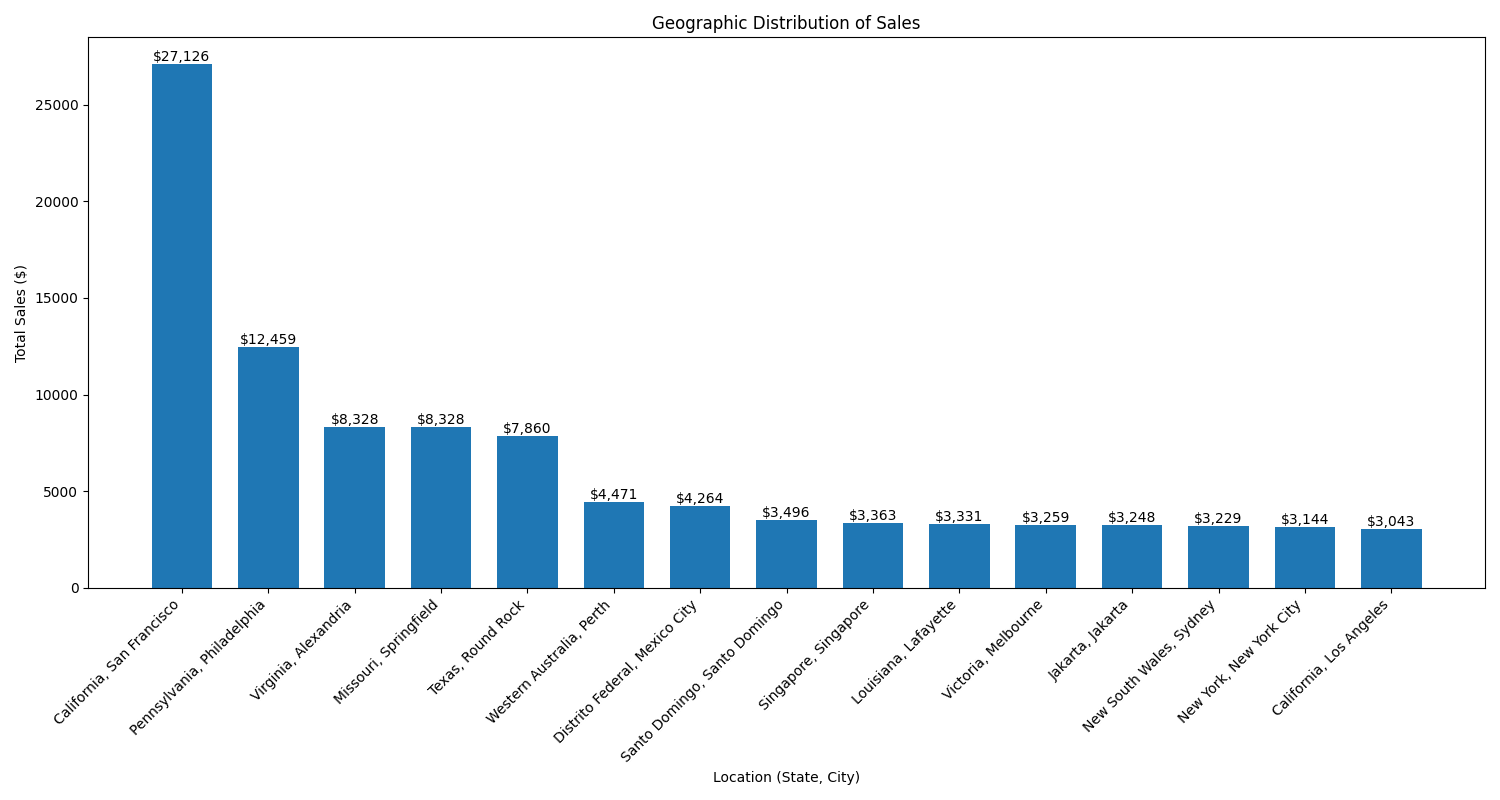 Geographic Distribution of Sales
Total Sales ($)
25000
20000
15000
10000
5000
0
$27,126
$12,459
$8,328
$8,328
$7,860
$4,471
$4,264
$3,496
$3,363
$3,331
$3,259
$3,248
$3,229
$3,144
$3,043
California, San Francisco
Pennsylvania, Philadelphia
Virginia, Alexandria
Missouri, Springfield
Texas, Round Rock
Western Australia, Perth
Distrito Federal, Mexico City
Santo Domingo, Santo Domingo
Singapore, Singapore
Louisiana, Lafayette
Victoria, Melbourne
Jakarta, Jakarta
New South Wales, Sydney
New York, New York City
California, Los Angeles
Location (State, City)